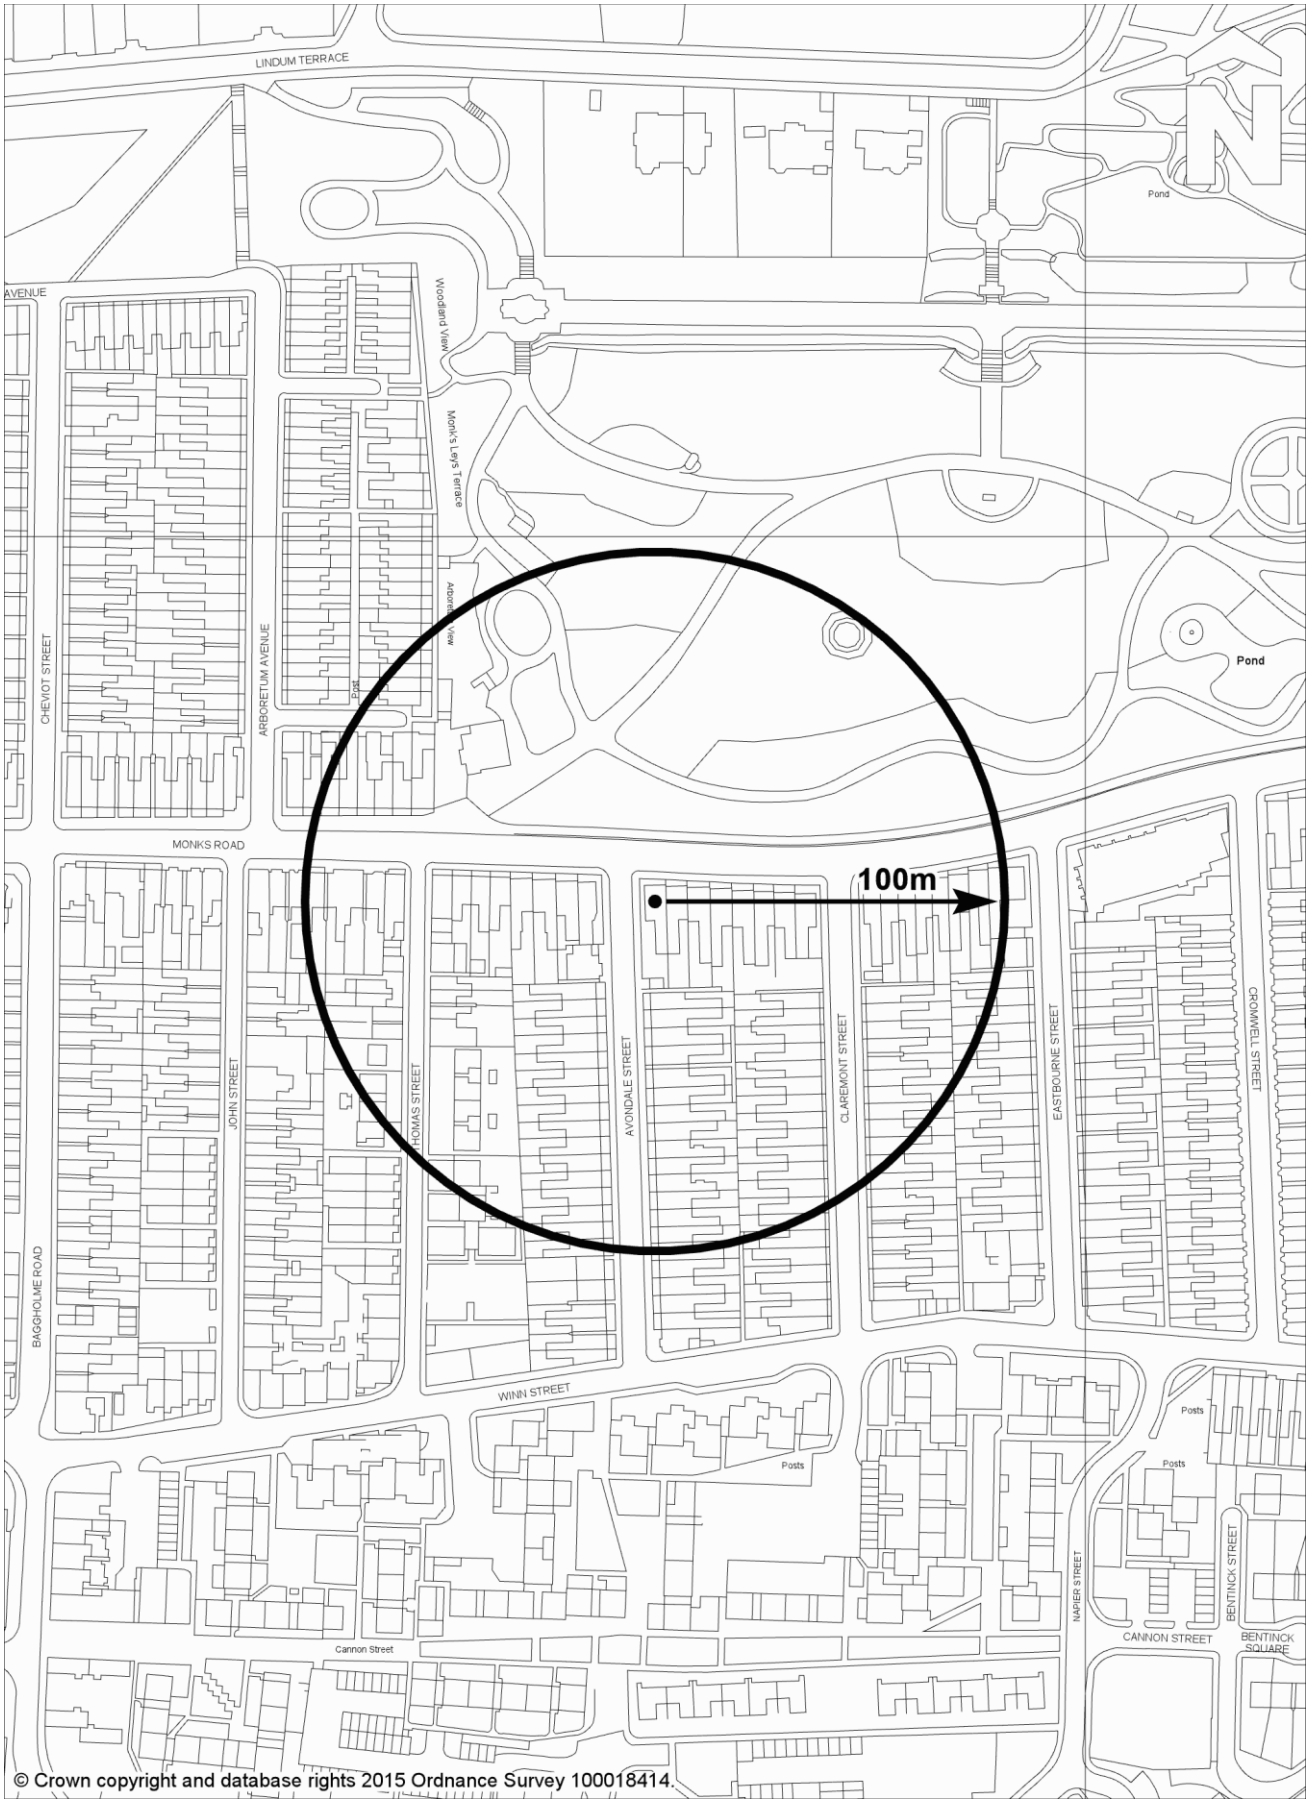 LINDUM TERRACE
N
Pond
AVENUE
Woodland View
Monk's Leys Terrace
CHEVIOT STREET
ARBORETUM AVENUE
View
Post
Pond
MONKS ROAD
100m
JOHN STREET
AVONDALE STREET
CLAREMONT STREET
EASTBOURNE STREET
CROMWELL STREET
HOMAS STREET
BAGGHOLME ROAD
WINN STREET
Posts
Posts
Posts
NAPIER STREET
BENTINCK STREET
Cannon Street
CANNON STREET
BENTINCK
SQUARE
© Crown copyright and database rights 2015 Ordnance Survey 100018414.